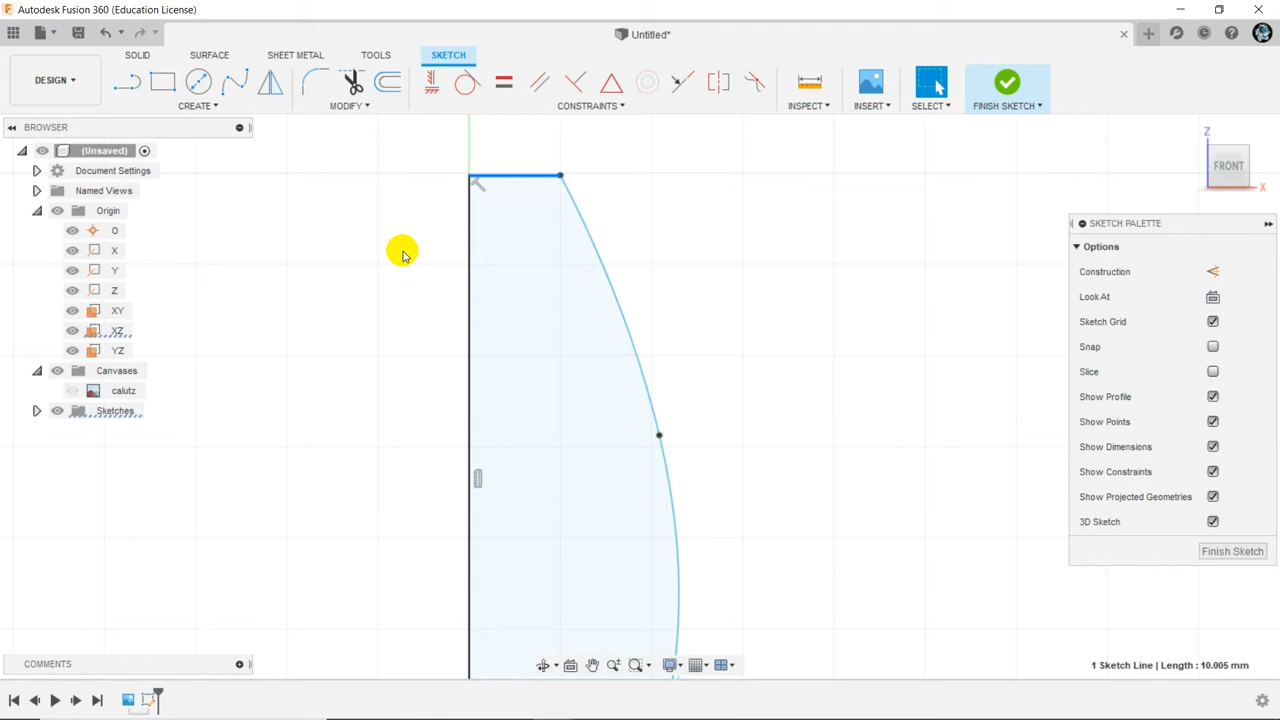 Autodesk Fusion 360 (Education License)
Untitled*
DESIGN
SOLID
SURFACE
SHEET METAL
TOOLS
SKETCH
CREATE
MODIFY
CONSTRAINTS
INSPECT
INSERT
SELECT
FINISH SKETCH
BROWSER
(Unsaved)
Document Settings
Named Views
Origin
O
X
Y
Z
XY
XZ
YZ
Canvases
calutz
Sketches
Z
FRONT
X
SKETCH PALETTE
Options
Construction
Look At
Sketch Grid
Snap
Slice
Show Profile
Show Points
Show Dimensions
Show Constraints
Show Projected Geometries
3D Sketch
Finish Sketch
COMMENTS
1 Sketch Line | Length : 10.005 mm